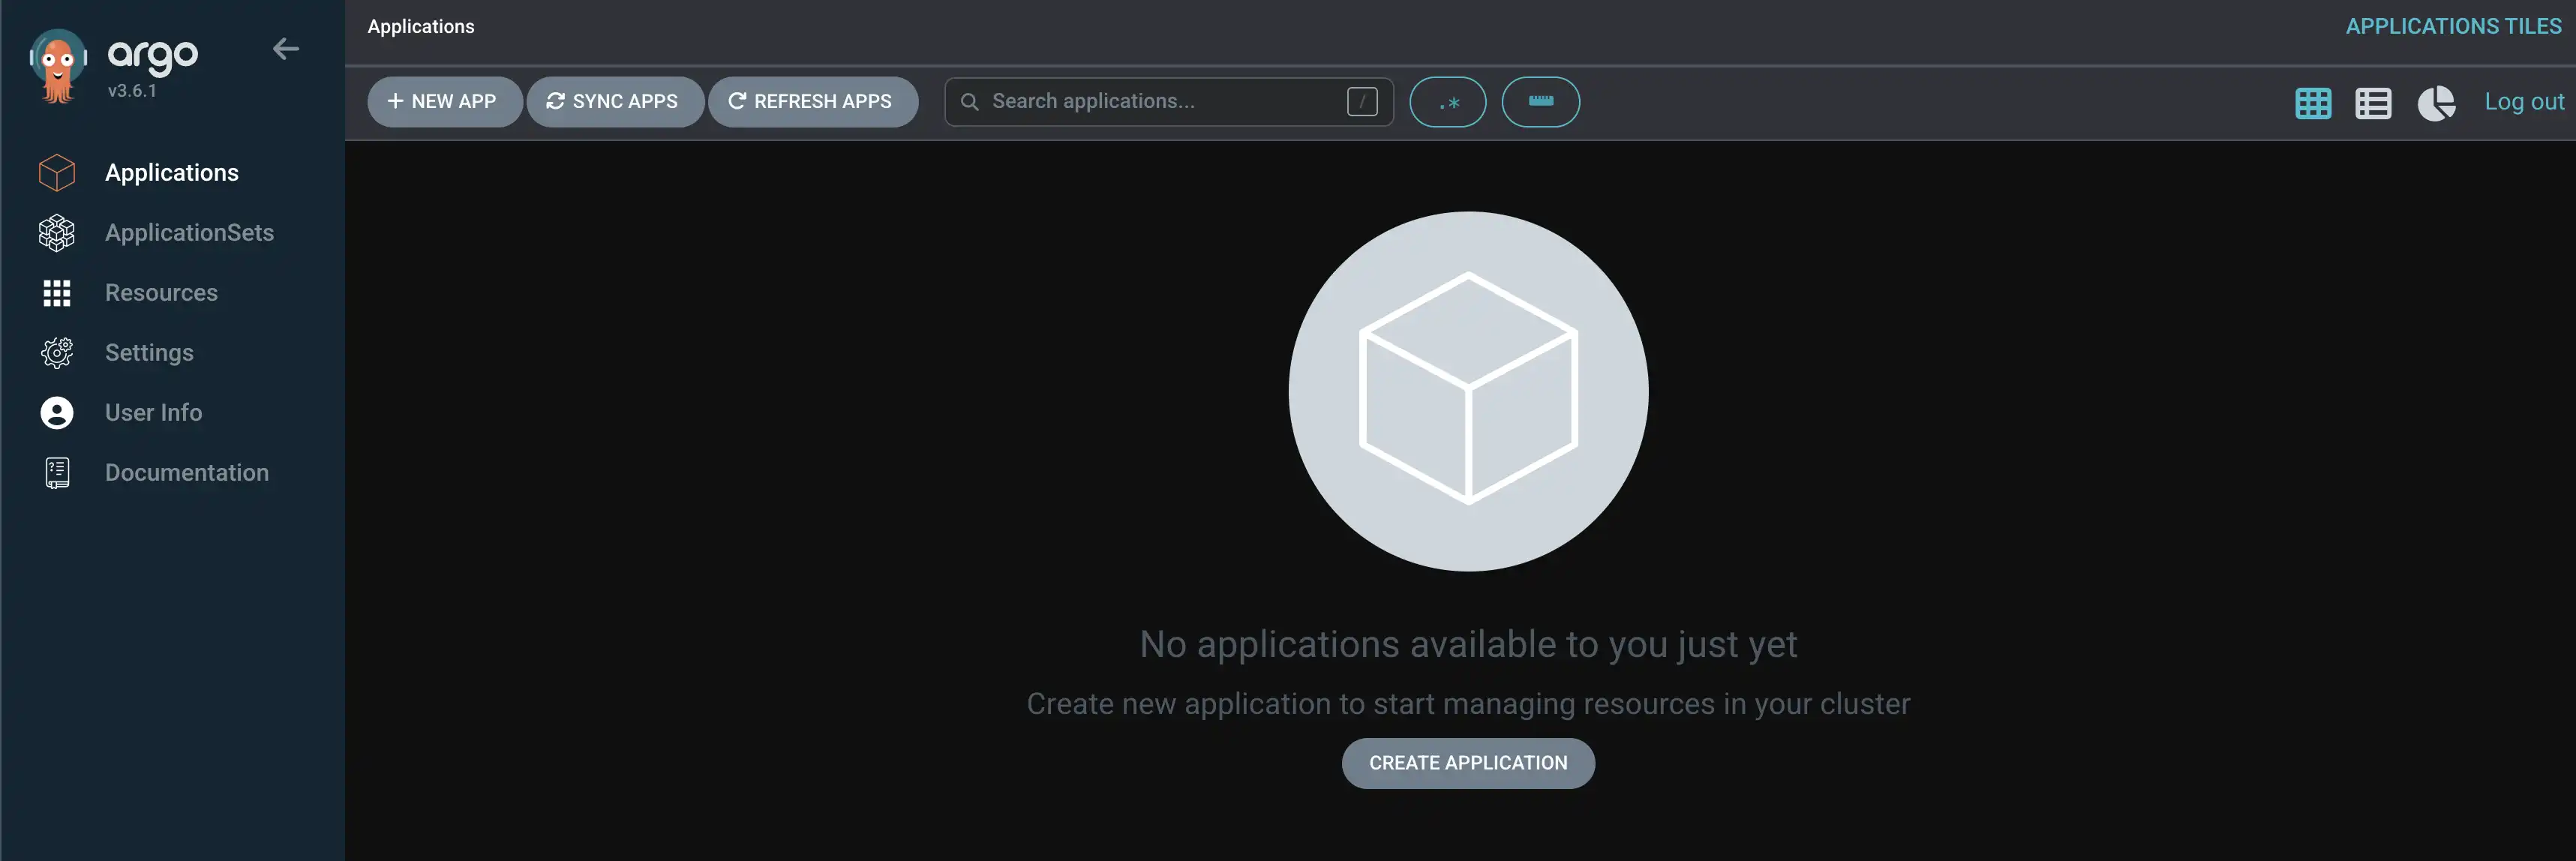 argo
v3.6.1
Applications
ApplicationSets
Resources
Settings
User Info
Documentation
Applications
APPLICATIONS TILES
+ NEW APP
SYNC APPS
REFRESH APPS
Search applications...
/
.*
Log out
No applications available to you just yet
Create new application to start managing resources in your cluster
CREATE APPLICATION